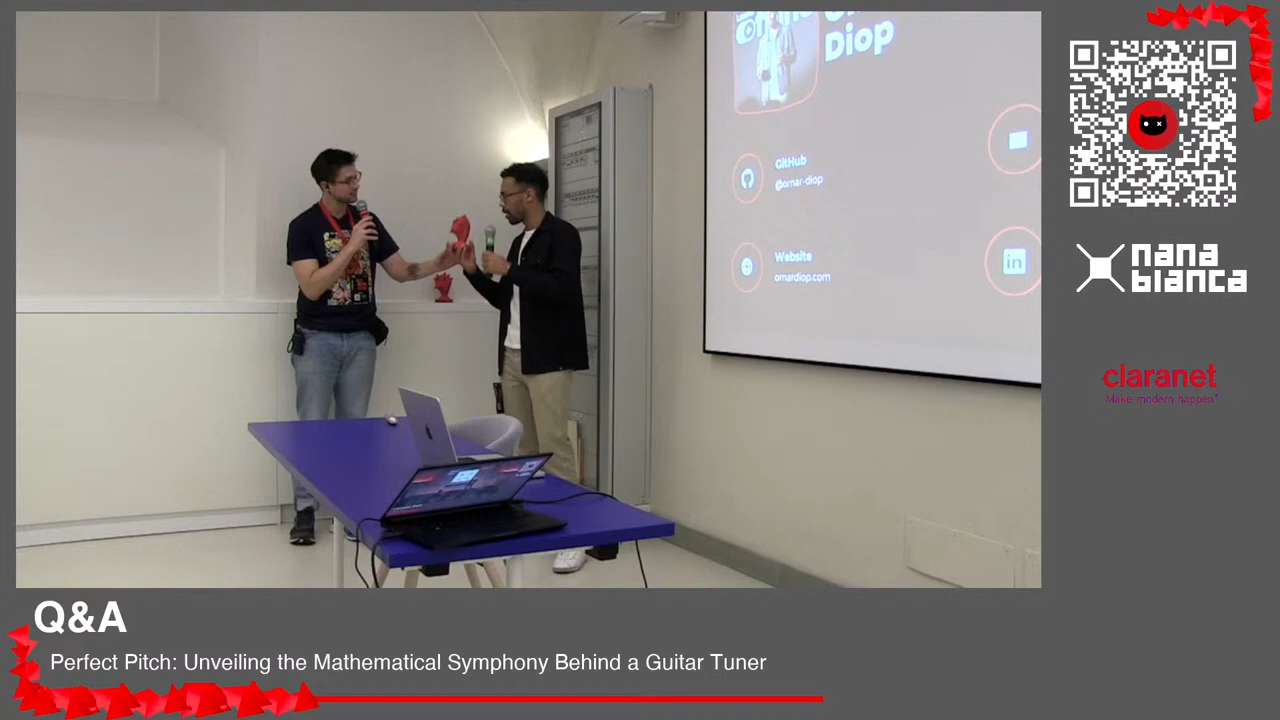 Diop
GitHub
@omar-diop
Website
omardiop.com
in
nana
bianca
claranet
Make modern happen®
Q&A
Perfect Pitch: Unveiling the Mathematical Symphony Behind a Guitar Tuner